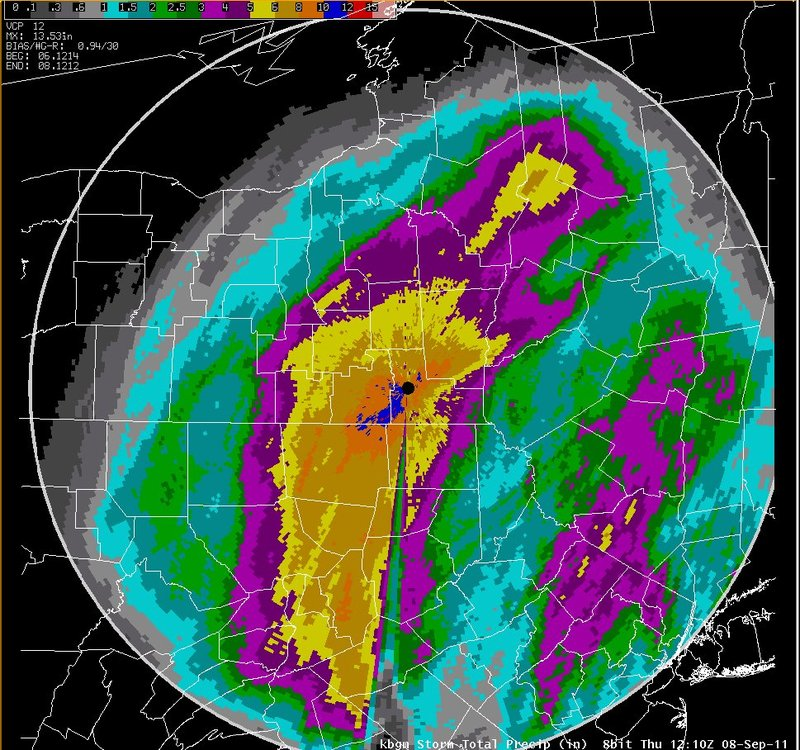 0 .1 .3 .6 1 1.5 2 2.5 3 4 5 6 8 10 12 15
VCP 12
MX: 13.53in
BIAS/#G-R: 0.94/30
BEG: 06.1214
END: 08.1212
kbgm Storm Total Precip (in) 8bit Thu 12:10Z 08-Sep-11